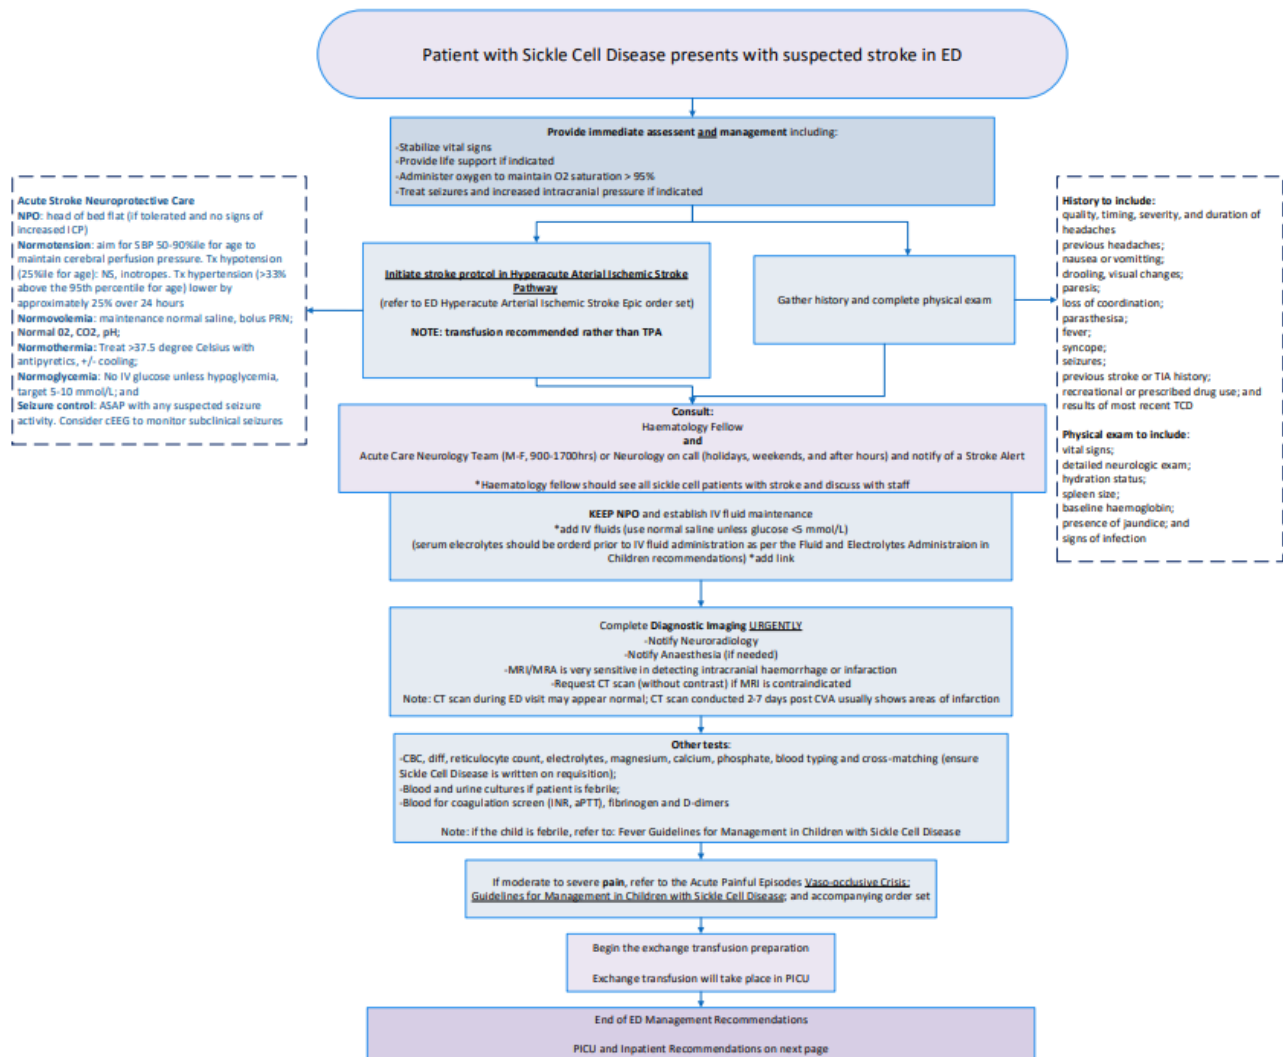 Patient with Sickle Cell Disease presents with suspected stroke in ED
Provide immediate assesent and management including:
-Stabilize vital signs
-Provide life support if indicated
-Administer oxygen to maintain O2 saturation > 95%
-Treat seizures and increased intracranial pressure if indicated
Acute Stroke Neuroprotective Care
NPO: head of bed flat (if tolerated and no signs of
increased ICP)
Normotension: aim for SBP 50-90%ile for age to
maintain cerebral perfusion pressure. Tx hypotension
(25%ile for age): NS, inotropes. Tx hypertension (>33%
above the 95th percentile for age) lower by
approximately 25% over 24 hours
Normovolemia: maintenance normal saline, bolus PRN;
Normal 02, CO2, pH;
Normothermia: Treat >37.5 degree Celsius with
antipyretics, +/- cooling;
Normoglycemia: No IV glucose unless hypoglycemia,
target 5-10 mmol/L; and
Seizure control: ASAP with any suspected seizure
activity. Consider cEEG to monitor subclinical seizures
Initiate stroke protcol in Hyperacute Aterial Ischemic Stroke
Pathway
(refer to ED Hyperacute Arterial Ischemic Stroke Epic order set)
NOTE: transfusion recommended rather than TPA
Gather history and complete physical exam
History to include:
quality, timing, severity, and duration of
headaches
previous headaches;
nausea or vomitting;
drooling, visual changes;
paresis;
loss of coordination;
parasthesisa;
fever;
syncope;
seizures;
previous stroke or TIA history;
recreational or prescribed drug use; and
results of most recent TCD
Physical exam to include:
vital signs;
detailed neurologic exam;
hydration status;
spleen size;
baseline haemoglobin;
presence of jaundice; and
signs of infection
Consult:
Haematology Fellow
and
Acute Care Neurology Team (M-F, 900-1700hrs) or Neurology on call (holidays, weekends, and after hours) and notify of a Stroke Alert
*Haematology fellow should see all sickle cell patients with stroke and discuss with staff
KEEP NPO and establish IV fluid maintenance
*add IV fluids (use normal saline unless glucose <5 mmol/L)
(serum elecrolytes should be orderd prior to IV fluid administration as per the Fluid and Electrolytes Administraion in
Children recommendations) *add link
Complete Diagnostic Imaging URGENTLY
-Notify Neuroradiology
-Notify Anaesthesia (if needed)
-MRI/MRA is very sensitive in detecting intracranial haemorrhage or infaraction
-Request CT scan (without contrast) if MRI is contraindicated
Note: CT scan during ED visit may appear normal; CT scan conducted 2-7 days post CVA usually shows areas of infarction
Other tests:
-CBC, diff, reticulocyte count, electrolytes, magnesium, calcium, phosphate, blood typing and cross-matching (ensure
Sickle Cell Disease is written on requisition);
-Blood and urine cultures if patient is febrile;
-Blood for coagulation screen (INR, aPTT), fibrinogen and D-dimers
Note: if the child is febrile, refer to: Fever Guidelines for Management in Children with Sickle Cell Disease
If moderate to severe pain, refer to the Acute Painful Episodes Vaso-occlusive Crisis:
Guidelines for Management in Children with Sickle Cell Disease; and accompanying order set
Begin the exchange transfusion preparation
Exchange transfusion will take place in PICU
End of ED Management Recommendations
PICU and Inpatient Recommendations on next page